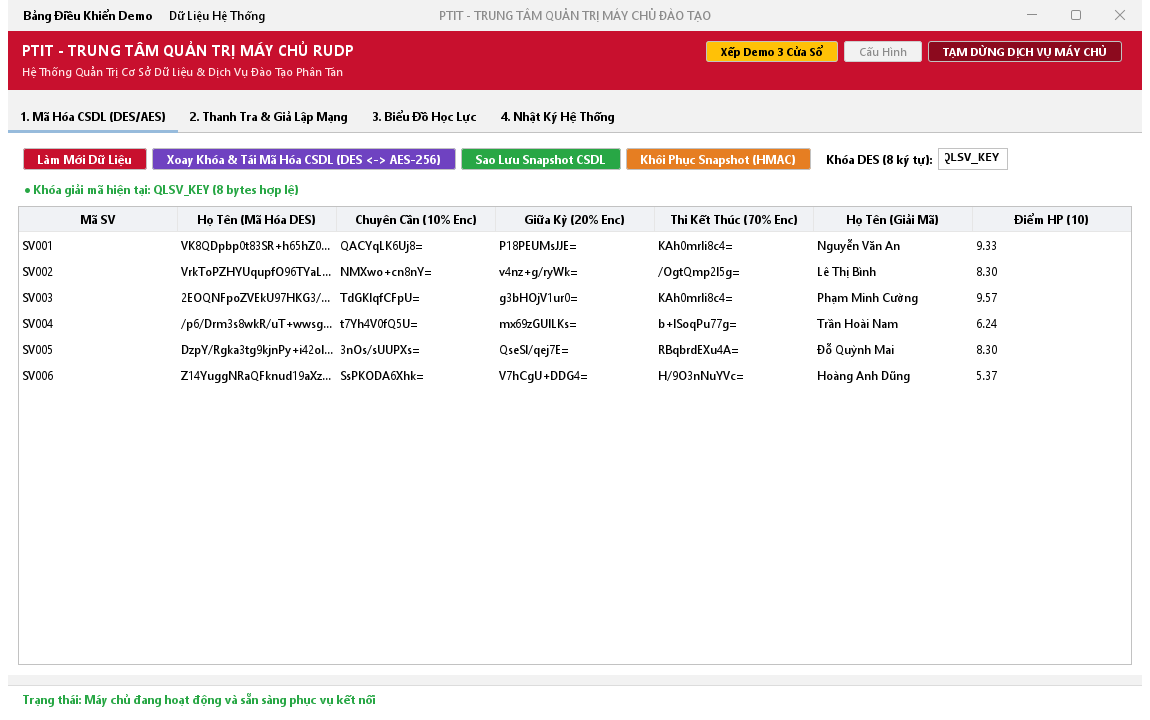 Bảng Điều Khiển Demo Dữ Liệu Hệ Thống PTIT - TRUNG TÂM QUẢN TRỊ MÁY CHỦ ĐÀO TẠO
PTIT - TRUNG TÂM QUẢN TRỊ MÁY CHỦ RUDP
Hệ Thống Quản Trị Cơ Sở Dữ Liệu & Dịch Vụ Đào Tạo Phân Tán
Xếp Demo 3 Cửa Sổ Cấu Hình TẠM DỪNG DỊCH VỤ MÁY CHỦ
1. Mã Hóa CSDL (DES/AES) 2. Thanh Tra & Giả Lập Mạng 3. Biểu Đồ Học Lực 4. Nhật Ký Hệ Thống
Làm Mới Dữ Liệu Xoay Khóa & Tái Mã Hóa CSDL (DES <-> AES-256) Sao Lưu Snapshot CSDL Khôi Phục Snapshot (HMAC) Khóa DES (8 ký tự): QLSV_KEY
• Khóa giải mã hiện tại: QLSV_KEY (8 bytes hợp lệ)
Mã SV Họ Tên (Mã Hóa DES) Chuyên Cần (10% Enc) Giữa Kỳ (20% Enc) Thi Kết Thúc (70% Enc) Họ Tên (Giải Mã) Điểm HP (10)
SV001 VK8QDpbp0t83SR+h65hZ0... QACYqLK6Uj8= P18PEUMsJJE= KAh0mrli8c4= Nguyễn Văn An 9.33
SV002 VrkToPZHYUqupfO96TYaL... NMXwo+cn8nY= v4nz+g/ryWk= /OgtQmp2I5g= Lê Thị Bình 8.30
SV003 2EOQNFpoZVEkU97HKG3/... TdGKlqfCFpU= g3bHOjV1ur0= KAh0mrli8c4= Phạm Minh Cường 9.57
SV004 /p6/Drm3s8wkR/uT+wwsg... t7Yh4V0fQ5U= mx69zGUILKs= b+ISoqPu77g= Trần Hoài Nam 6.24
SV005 DzpY/Rgka3tg9kjnPy+i42oI... 3nOs/sUUPXs= QseSI/qej7E= RBqbrdEXu4A= Đỗ Quỳnh Mai 8.30
SV006 Z14YuggNRaQFknud19aXz... SsPKODA6Xhk= V7hCgU+DDG4= H/9O3nNuYVc= Hoàng Anh Dũng 5.37
Trạng thái: Máy chủ đang hoạt động và sẵn sàng phục vụ kết nối